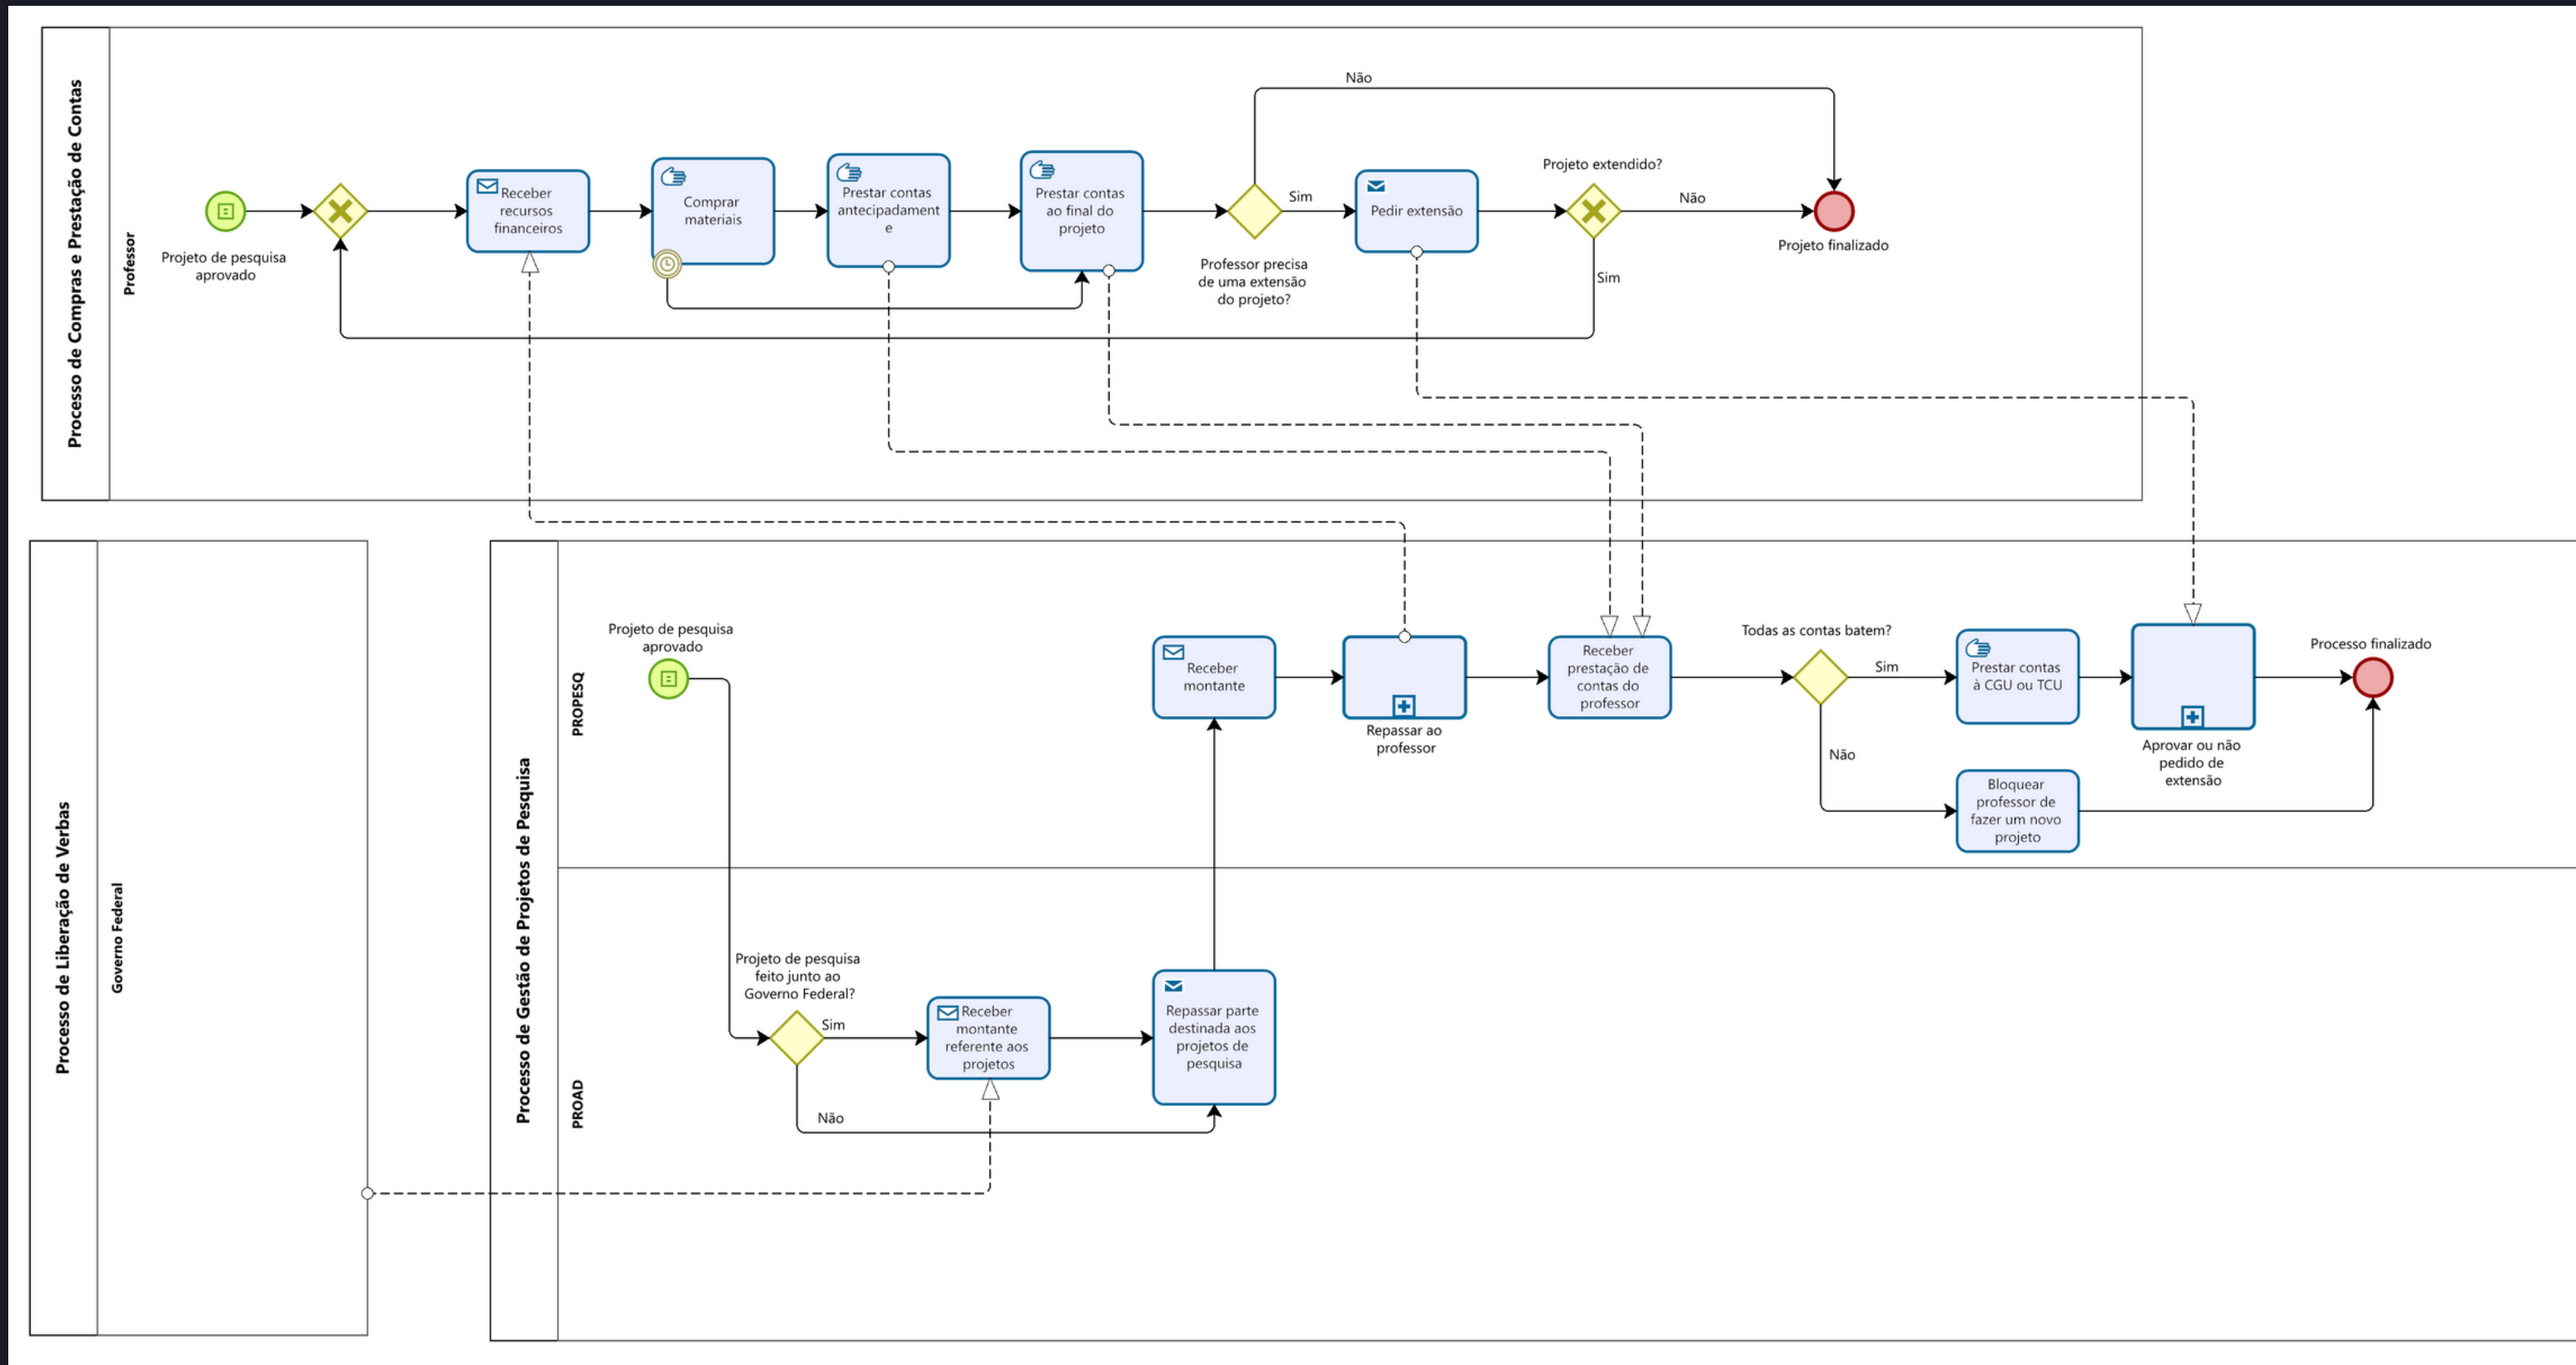 Processo de Compras e Prestação de Contas
Professor
Projeto de pesquisa
aprovado
Receber
recursos
financeiros
Comprar
materiais
Prestar contas
antecipadament
e
Prestar contas
ao final do
projeto
Não
Sim
Professor precisa
de uma extensão
do projeto?
Pedir extensão
Projeto extendido?
Não
Sim
Projeto finalizado
Processo de Liberação de Verbas
Governo Federal
Processo de Gestão de Projetos de Pesquisa
PROPESQ
Projeto de pesquisa
aprovado
Receber
montante
Repassar ao
professor
Receber
prestação de
contas do
professor
Todas as contas batem?
Sim
Não
Prestar contas
à CGU ou TCU
Bloquear
professor de
fazer um novo
projeto
Aprovar ou não
pedido de
extensão
Processo finalizado
PROAD
Projeto de pesquisa
feito junto ao
Governo Federal?
Sim
Não
Receber
montante
referente aos
projetos
Repassar parte
destinada aos
projetos de
pesquisa